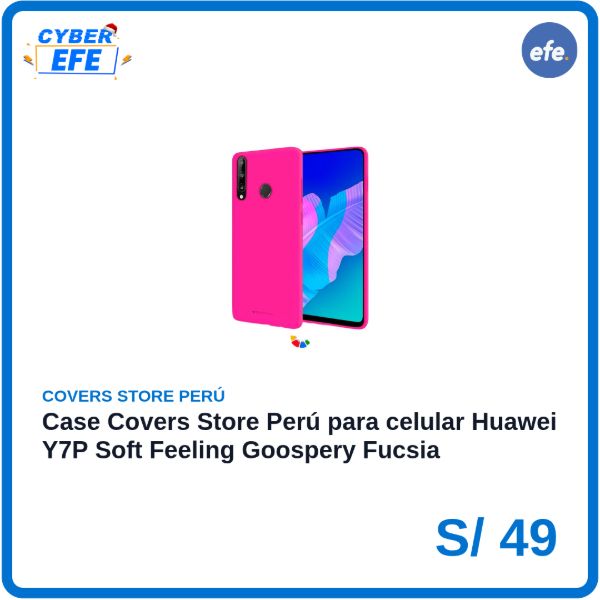 CYBER
EFE
efe.
COVERS STORE PERÚ
Case Covers Store Perú para celular Huawei
Y7P Soft Feeling Goospery Fucsia
S/ 49